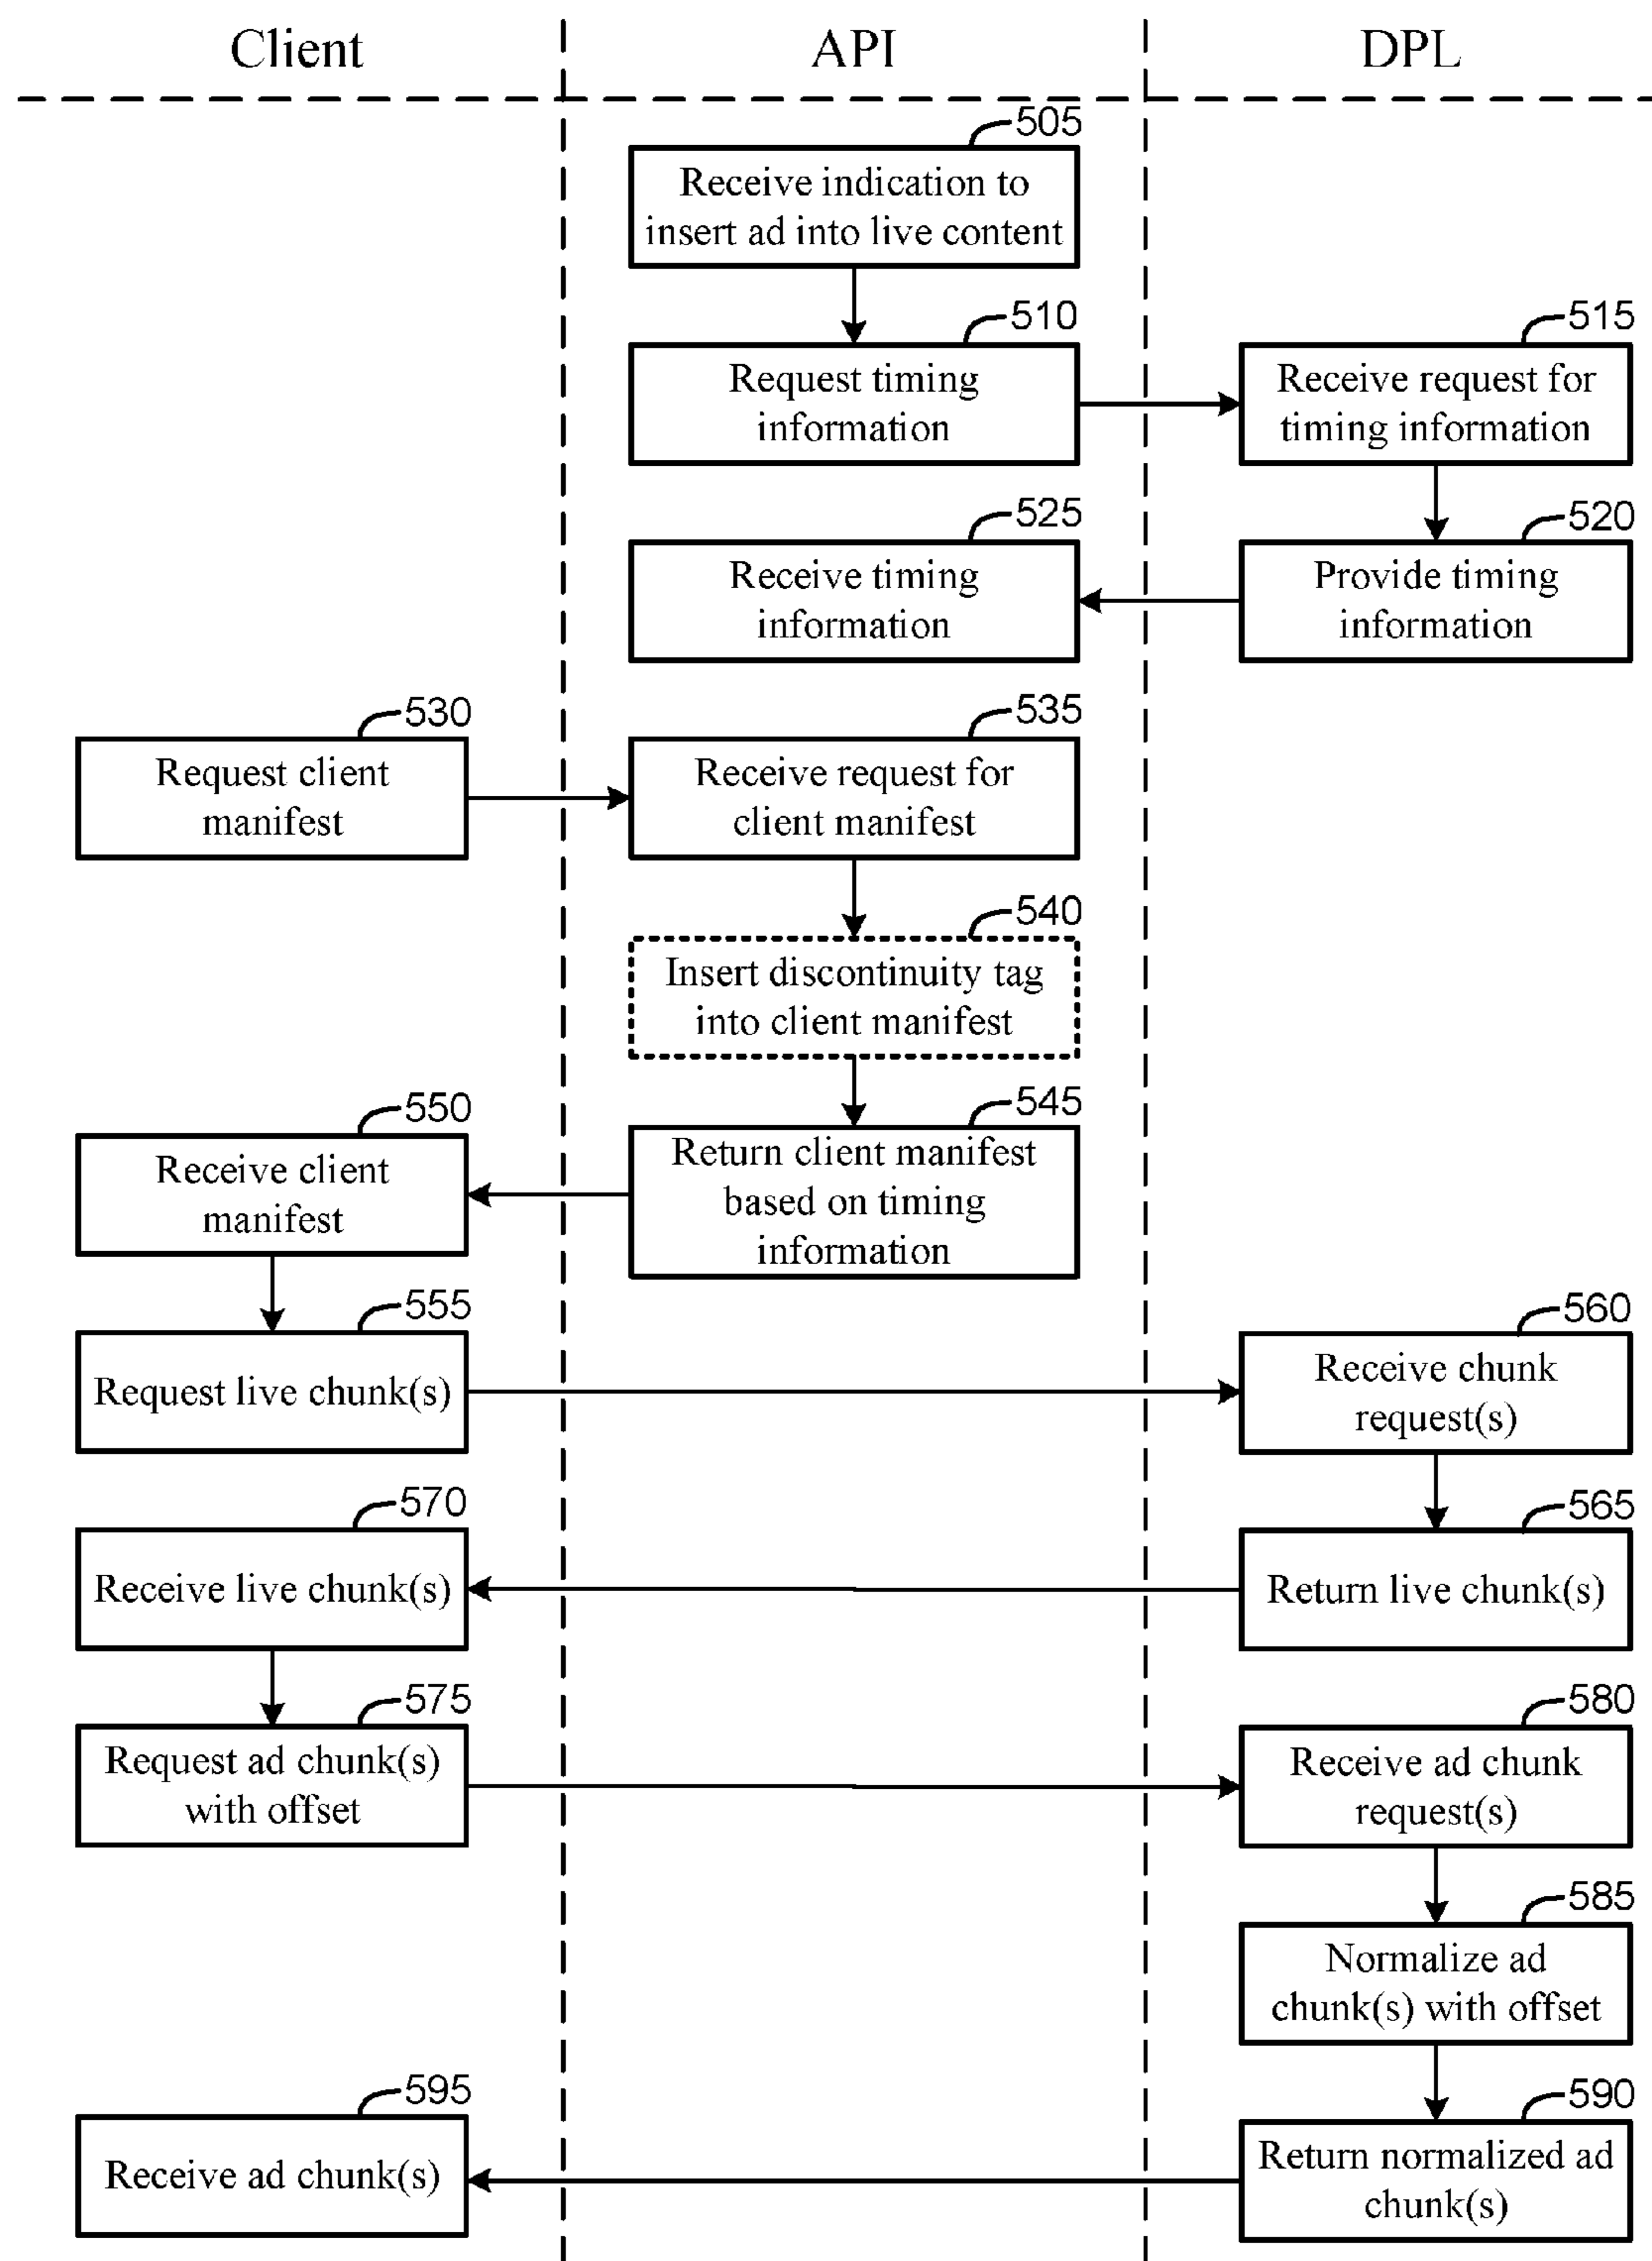 Client
API
DPL
505
Receive indication to
insert ad into live content
510
Request timing
information
515
Receive request for
timing information
525
Receive timing
information
520
Provide timing
information
530
Request client
manifest
535
Receive request for
client manifest
540
Insert discontinuity tag
into client manifest
550
Receive client
manifest
545
Return client manifest
based on timing
information
555
Request live chunk(s)
560
Receive chunk
request(s)
570
Receive live chunk(s)
565
Return live chunk(s)
575
Request ad chunk(s)
with offset
580
Receive ad chunk
request(s)
585
Normalize ad
chunk(s) with offset
595
Receive ad chunk(s)
590
Return normalized ad
chunk(s)